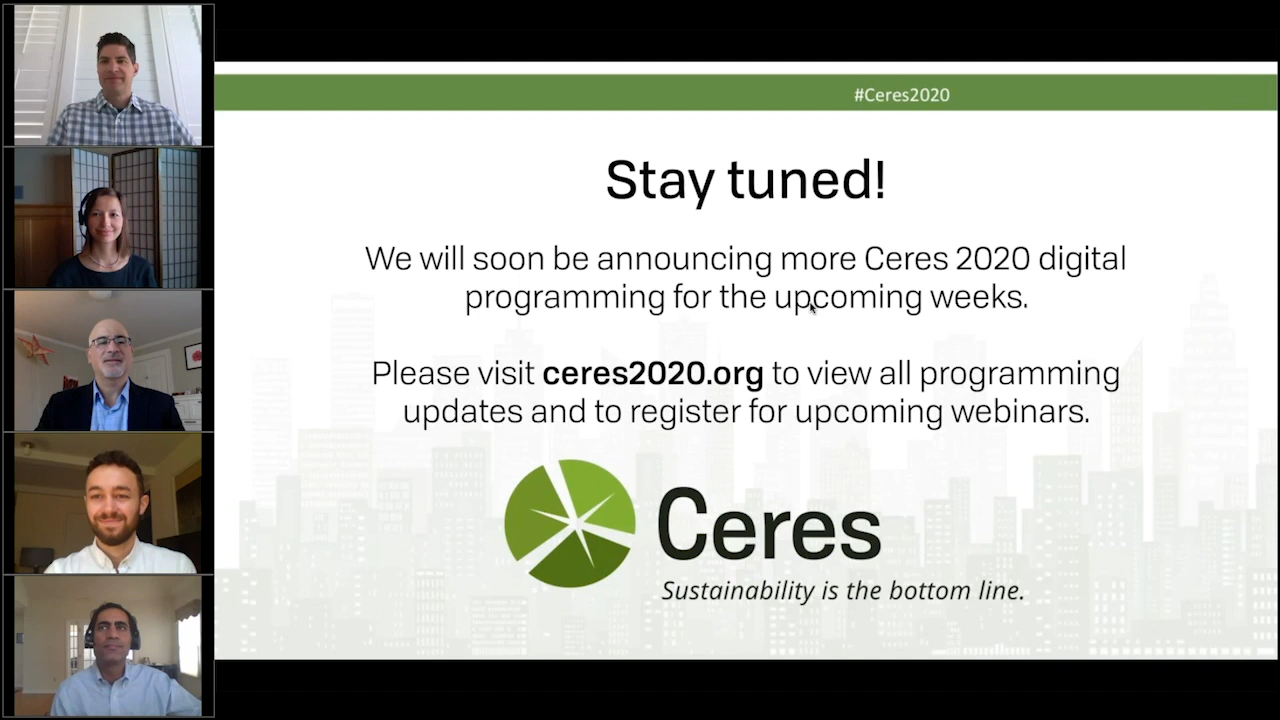 #Ceres2020
Stay tuned!
We will soon be announcing more Ceres 2020 digital
programming for the upcoming weeks.
Please visit ceres2020.org to view all programming
updates and to register for upcoming webinars.
Ceres
Sustainability is the bottom line.